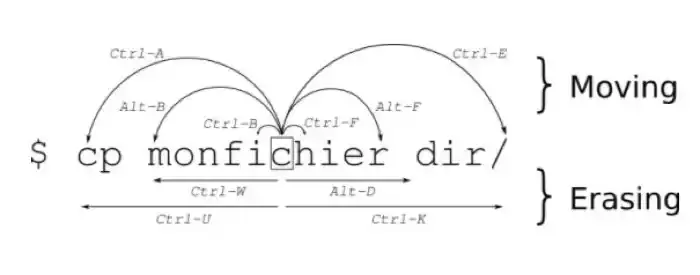 Ctrl-A Ctrl-E
Moving
Alt-B Alt-F
Ctrl-B Ctrl-F
$ cp monfichier dir/
Ctrl-W Alt-D
Erasing
Ctrl-U Ctrl-K